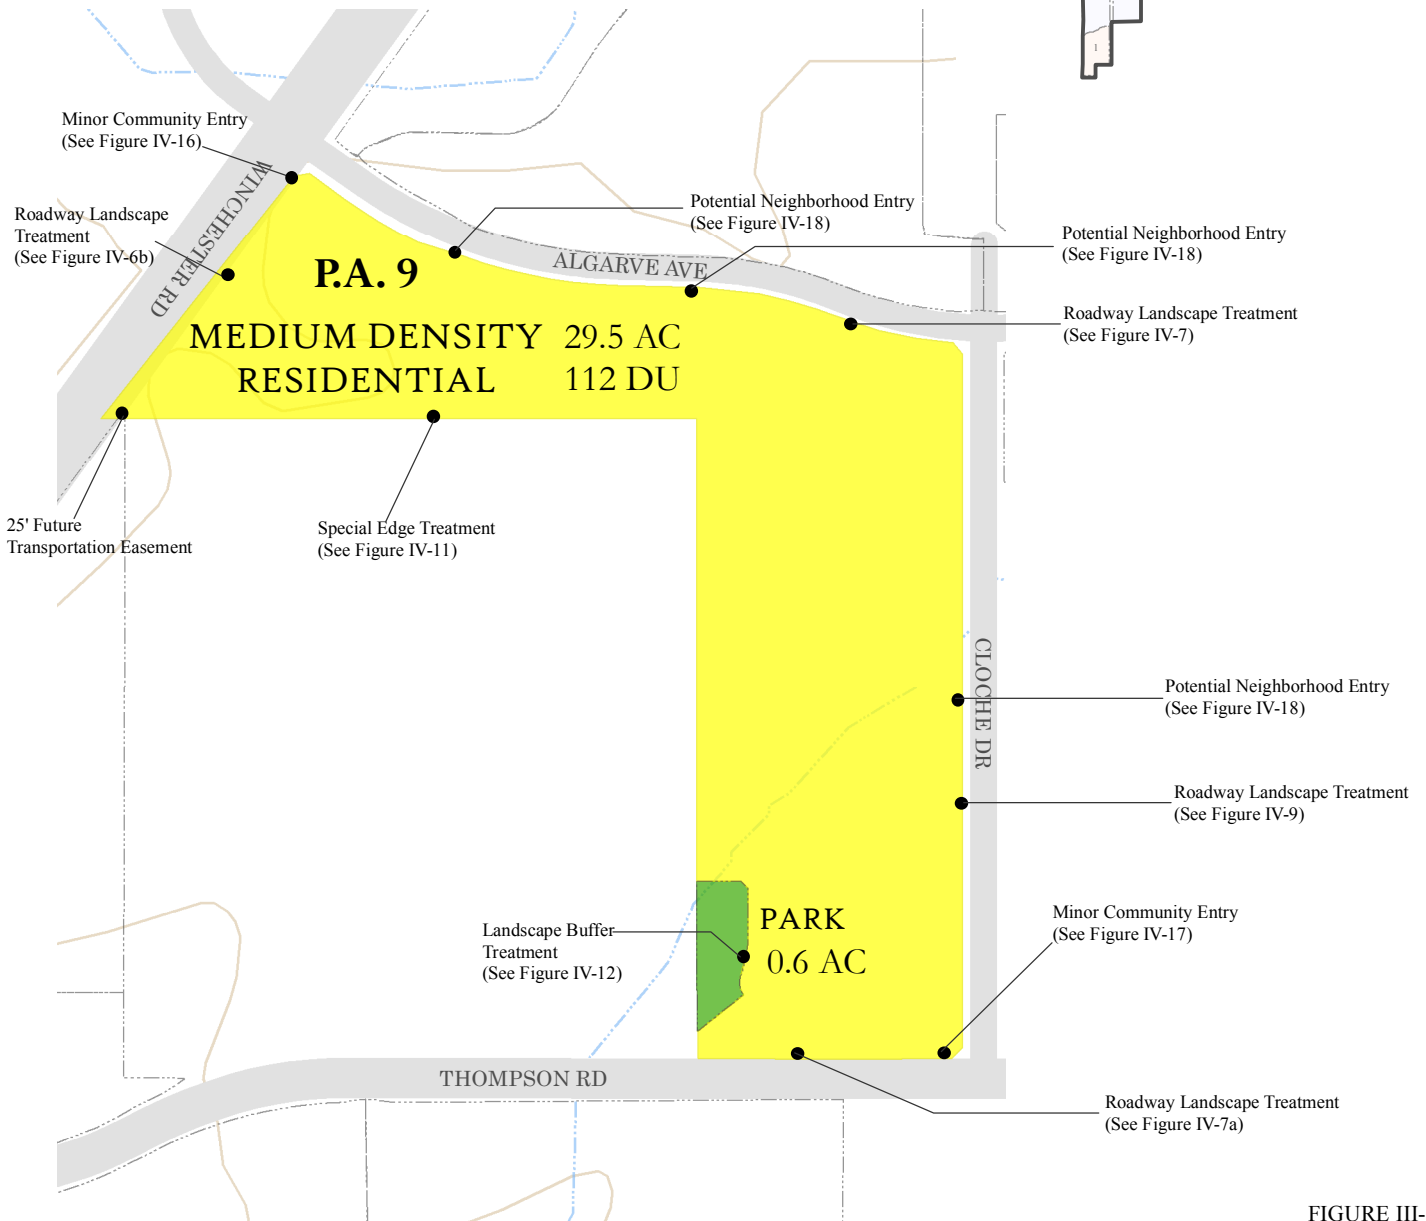 Minor Community Entry
(See Figure IV-16)
WINCHESTER RD
Roadway Landscape
Treatment
(See Figure IV-6b)
Potential Neighborhood Entry
(See Figure IV-18)
Potential Neighborhood Entry
(See Figure IV-18)
ALGARVE AVE
P.A. 9
MEDIUM DENSITY 29.5 AC
RESIDENTIAL 112 DU
Roadway Landscape Treatment
(See Figure IV-7)
25' Future
Transportation Easement
Special Edge Treatment
(See Figure IV-11)
CLOCHE DR
Potential Neighborhood Entry
(See Figure IV-18)
Roadway Landscape Treatment
(See Figure IV-9)
Landscape Buffer
Treatment
(See Figure IV-12)
PARK
0.6 AC
Minor Community Entry
(See Figure IV-17)
THOMPSON RD
Roadway Landscape Treatment
(See Figure IV-7a)
FIGURE III-